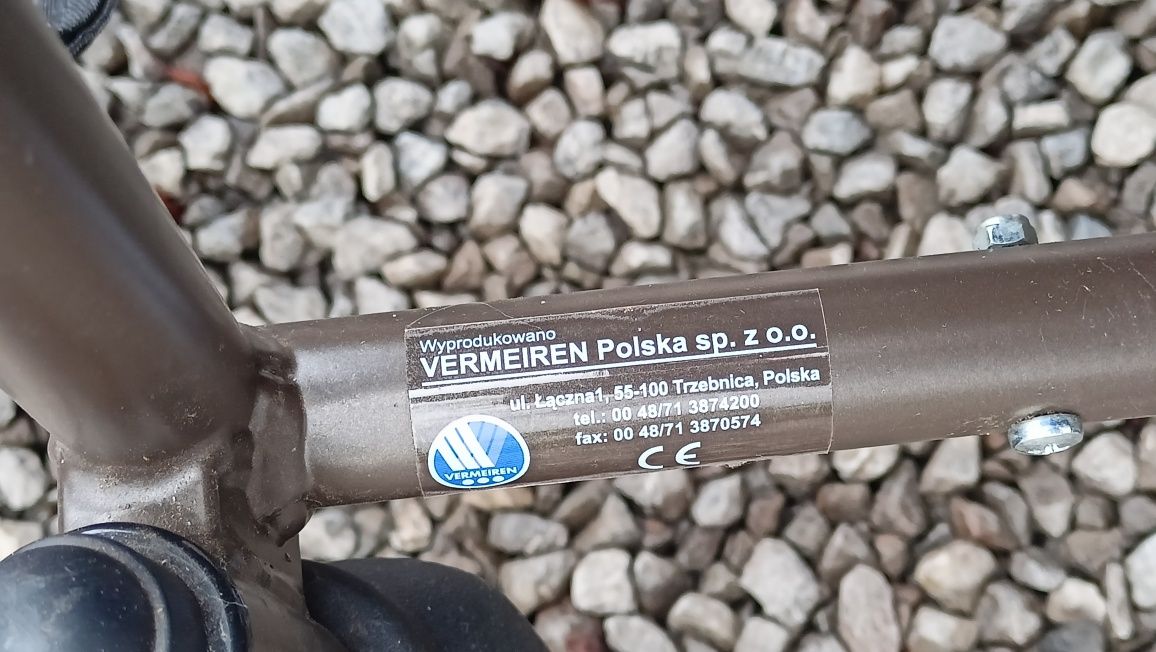 Wyprodukowano
VERMEIREN Polska sp. z o.o.
ul. Łączna1, 55-100 Trzebnica, Polska
tel.: 00 48/71 3874200
fax: 00 48/71 3870574
VERMEIREN
CE